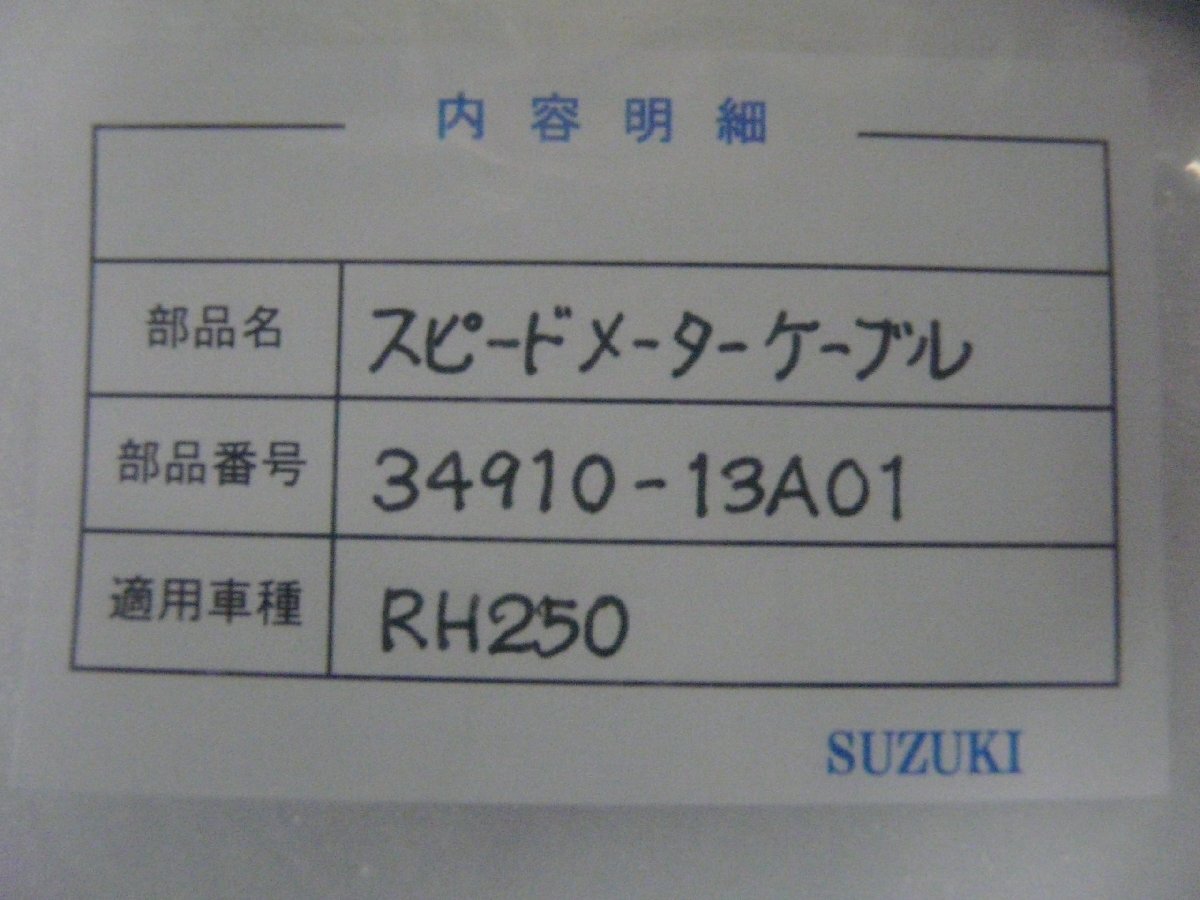 内容明細
部品名 スピードメーターケーブル
部品番号 34910-13A01
適用車種 RH250
SUZUKI